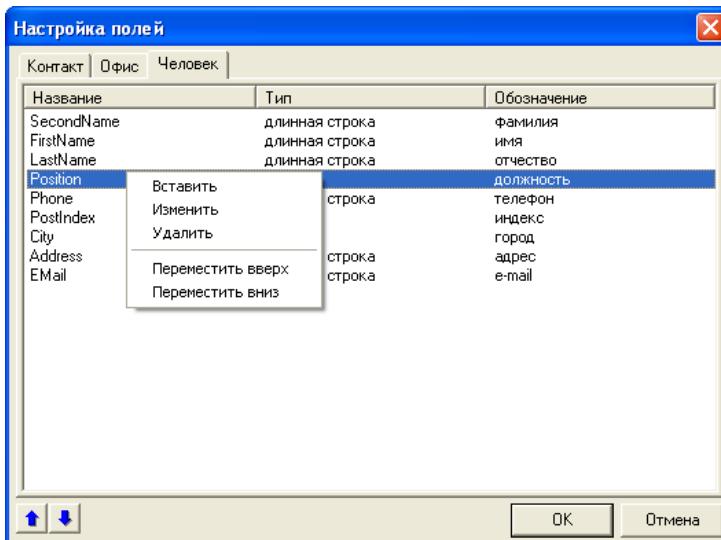 Настройка полей
Контакт Офис Человек
Название Тип Обозначение
SecondName длинная строка фамилия
FirstName длинная строка имя
LastName длинная строка отчество
Position должность
Phone строка телефон
PostIndex индекс
City город
Address строка адрес
EMail строка e-mail
Вставить
Изменить
Удалить
Переместить вверх
Переместить вниз
OK Отмена